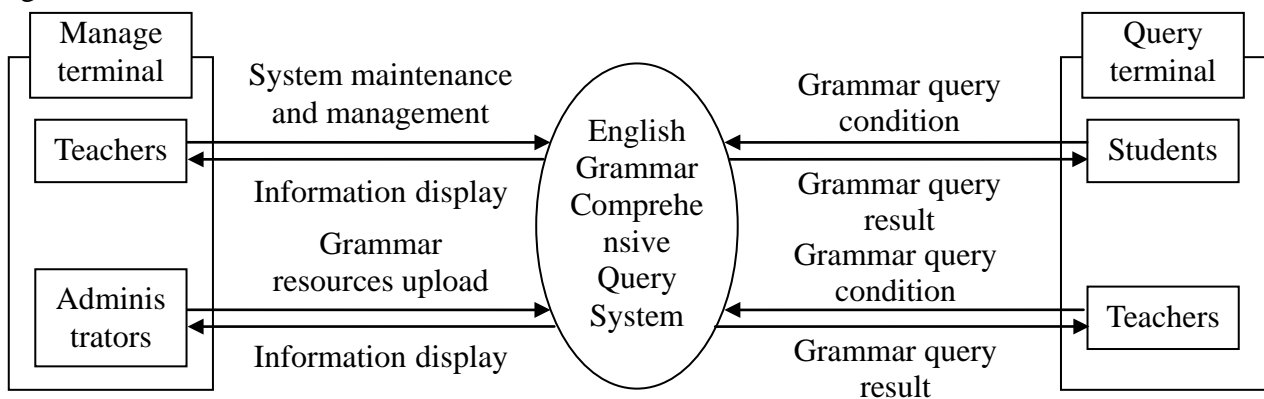 Manage
terminal
Teachers
Adminis
trators
System maintenance
and management
Information display
Grammar
resources upload
Information display
English
Grammar
Comprehe
nsive
Query
System
Grammar query
condition
Grammar query
result
Grammar query
condition
Grammar query
result
Query
terminal
Students
Teachers